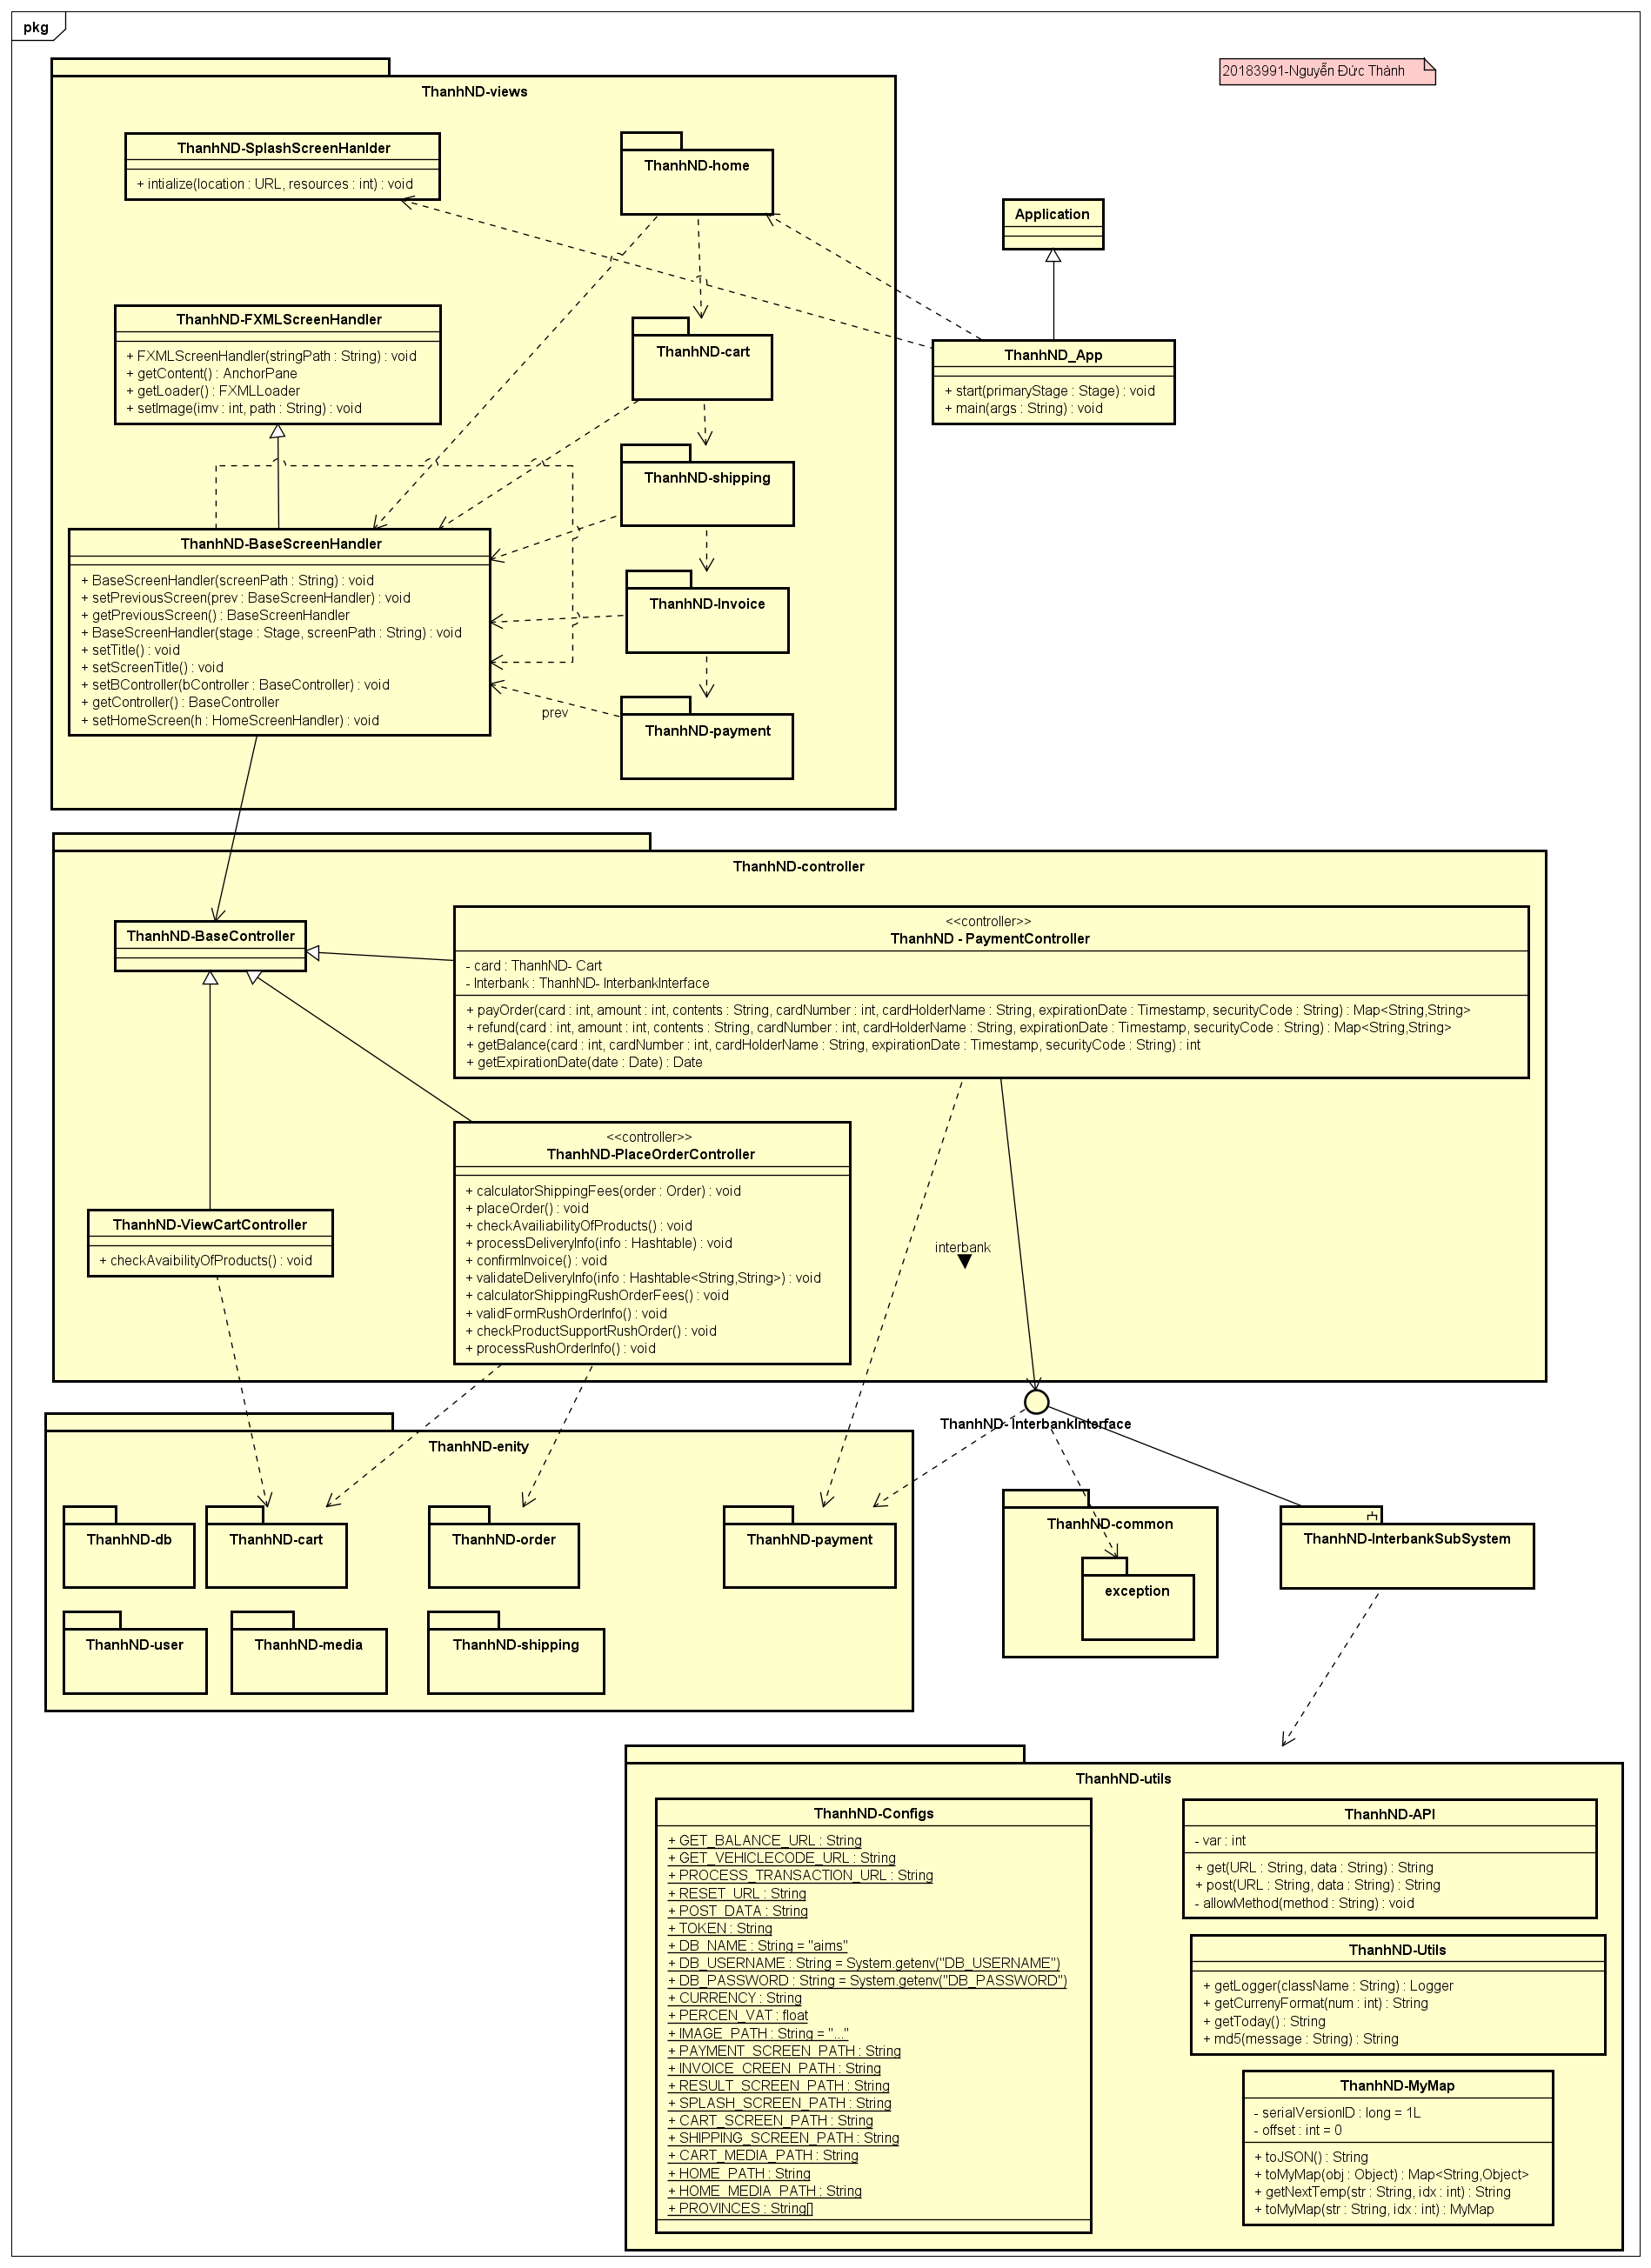 pkg
20183991-Nguyễn Đức Thành
ThanhND-views
ThanhND-SplashScreenHanlder
+ intialize(location : URL, resources : int) : void
ThanhND-home
Application
ThanhND-FXMLScreenHandler
+ FXMLScreenHandler(stringPath : String) : void
+ getContent() : AnchorPane
+ getLoader() : FXMLLoader
+ setImage(imv : int, path : String) : void
ThanhND-cart
ThanhND_App
+ start(primaryStage : Stage) : void
+ main(args : String) : void
ThanhND-shipping
ThanhND-BaseScreenHandler
+ BaseScreenHandler(screenPath : String) : void
+ setPreviousScreen(prev : BaseScreenHandler) : void
+ getPreviousScreen() : BaseScreenHandler
+ BaseScreenHandler(stage : Stage, screenPath : String) : void
+ setTitle() : void
+ setScreenTitle() : void
+ setBController(bController : BaseController) : void
+ getController() : BaseController
+ setHomeScreen(h : HomeScreenHandler) : void
ThanhND-Invoice
prev
ThanhND-payment
ThanhND-controller
ThanhND-BaseController
<<controller>>
ThanhND - PaymentController
- card : ThanhND- Cart
- Interbank : ThanhND- InterbankInterface
+ payOrder(card : int, amount : int, contents : String, cardNumber : int, cardHolderName : String, expirationDate : Timestamp, securityCode : String) : Map<String,String>
+ refund(card : int, amount : int, contents : String, cardNumber : int, cardHolderName : String, expirationDate : Timestamp, securityCode : String) : Map<String,String>
+ getBalance(card : int, cardNumber : int, cardHolderName : String, expirationDate : Timestamp, securityCode : String) : int
+ getExpirationDate(date : Date) : Date
<<controller>>
ThanhND-PlaceOrderController
+ calculatorShippingFees(order : Order) : void
+ placeOrder() : void
+ checkAvailiabilityOfProducts() : void
+ processDeliveryInfo(info : Hashtable) : void
+ confirmInvoice() : void
+ validateDeliveryInfo(info : Hashtable<String,String>) : void
+ calculatorShippingRushOrderFees() : void
+ validFormRushOrderInfo() : void
+ checkProductSupportRushOrder() : void
+ processRushOrderInfo() : void
ThanhND-ViewCartController
+ checkAvaibilityOfProducts() : void
interbank
ThanhND- InterbankInterface
ThanhND-enity
ThanhND-db
ThanhND-cart
ThanhND-order
ThanhND-payment
ThanhND-user
ThanhND-media
ThanhND-shipping
ThanhND-common
exception
ThanhND-InterbankSubSystem
ThanhND-utils
ThanhND-Configs
+ GET_BALANCE_URL : String
+ GET_VEHICLECODE_URL : String
+ PROCESS_TRANSACTION_URL : String
+ RESET_URL : String
+ POST_DATA : String
+ TOKEN : String
+ DB_NAME : String = "aims"
+ DB_USERNAME : String = System.getenv("DB_USERNAME")
+ DB_PASSWORD : String = System.getenv("DB_PASSWORD")
+ CURRENCY : String
+ PERCEN_VAT : float
+ IMAGE_PATH : String = "..."
+ PAYMENT_SCREEN_PATH : String
+ INVOICE_CREEN_PATH : String
+ RESULT_SCREEN_PATH : String
+ SPLASH_SCREEN_PATH : String
+ CART_SCREEN_PATH : String
+ SHIPPING_SCREEN_PATH : String
+ CART_MEDIA_PATH : String
+ HOME_PATH : String
+ HOME_MEDIA_PATH : String
+ PROVINCES : String[]
ThanhND-API
- var : int
+ get(URL : String, data : String) : String
+ post(URL : String, data : String) : String
- allowMethod(method : String) : void
ThanhND-Utils
+ getLogger(className : String) : Logger
+ getCurrenyFormat(num : int) : String
+ getToday() : String
+ md5(message : String) : String
ThanhND-MyMap
- serialVersionID : long = 1L
- offset : int = 0
+ toJSON() : String
+ toMyMap(obj : Object) : Map<String,Object>
+ getNextTemp(str : String, idx : int) : String
+ toMyMap(str : String, idx : int) : MyMap